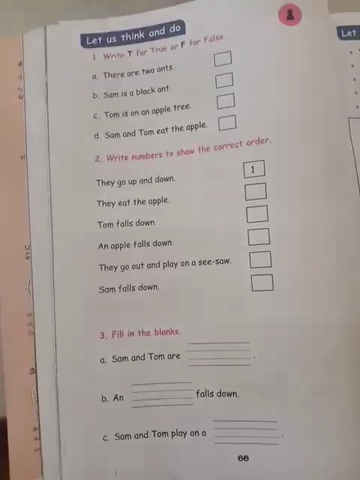 Let us think and do
1. Write T for True or F for False.
a. There are two ants.
b. Sam is a black ant.
c. Tom is on an apple tree.
d. Sam and Tom eat the apple.
2. Write numbers to show the correct order.
They go up and down. 1
They eat the apple.
Tom falls down.
An apple falls down.
They go out and play on a see-saw.
Sam falls down.
3. Fill in the blanks.
a. Sam and Tom are .
b. An falls down.
c. Sam and Tom play on a .
66
Let